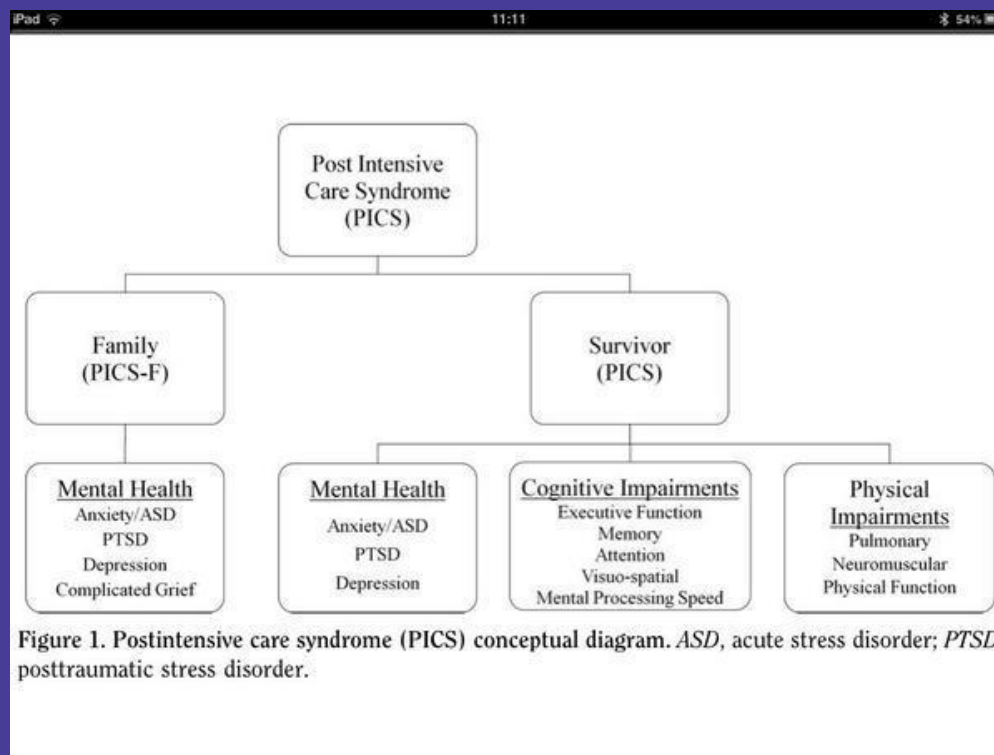 iPad
11:11
54%
Post Intensive
Care Syndrome
(PICS)
Family
(PICS-F)
Survivor
(PICS)
Mental Health
Anxiety/ASD
PTSD
Depression
Complicated Grief
Mental Health
Anxiety/ASD
PTSD
Depression
Cognitive Impairments
Executive Function
Memory
Attention
Visuo-spatial
Mental Processing Speed
Physical
Impairments
Pulmonary
Neuromuscular
Physical Function
Figure 1. Postintensive care syndrome (PICS) conceptual diagram. ASD, acute stress disorder; PTSD
posttraumatic stress disorder.